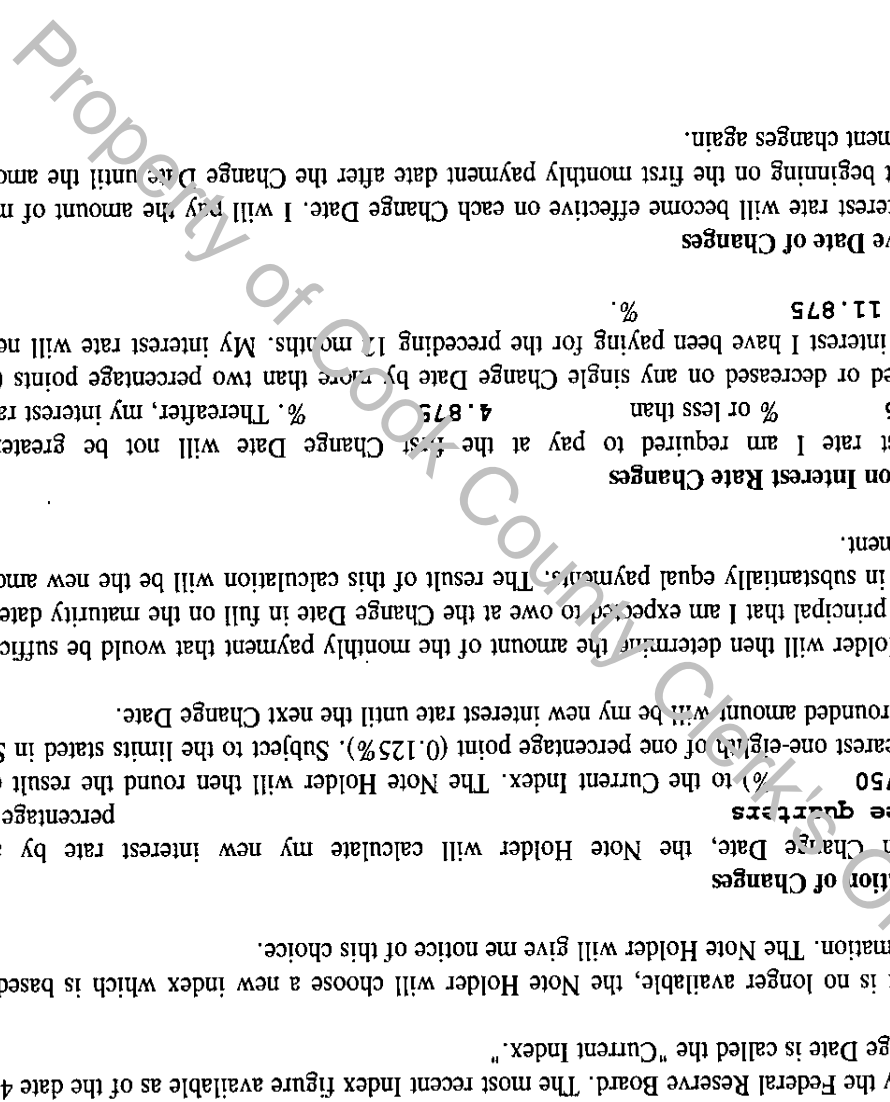 the Federal Reserve Board. The most recent Index figure available as of the date 4
ge Date is called the "Current Index."
is no longer available, the Note Holder will choose a new index which is based
mation. The Note Holder will give me notice of this choice.
tion of Changes
Change Date, the Note Holder will calculate my new interest rate by
ee quarters percentage
750 %) to the Current Index. The Note Holder will then round the result
earest one-eighth of one percentage point (0.125%). Subject to the limits stated in S
rounded amount will be my new interest rate until the next Change Date.
older will then determine the amount of the monthly payment that would be suffic
principal that I am expected to owe at the Change Date in full on the maturity date
in substantially equal payments. The result of this calculation will be the new amo
ment.
on Interest Rate Changes
st rate I am required to pay at the first Change Date will not be greate
% or less than 4.875 %. Thereafter, my interest ra
ed or decreased on any single Change Date by more than two percentage points (
interest I have been paying for the preceding 12 months. My interest rate will ne
11.875 %.
ve Date of Changes
terest rate will become effective on each Change Date. I will pay the amount of m
t beginning on the first monthly payment date after the Change Date until the amo
ment changes again.
Property of Cook County Clerk's Of